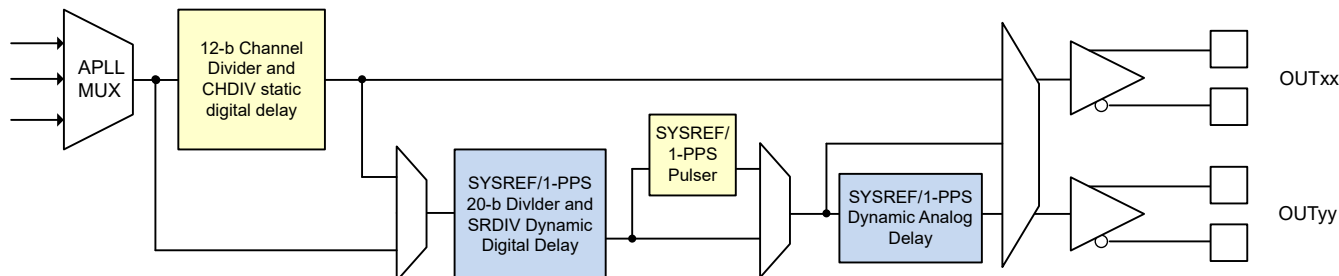 APLL
MUX
12-b Channel
Divider and
CHDIV static
digital delay
SYSREF/1-PPS
20-b DivIder and
SRDIV Dynamic
Digital Delay
SYSREF/
1-PPS
Pulser
SYSREF/1-PPS
Dynamic Analog
Delay
OUTxx
OUTyy